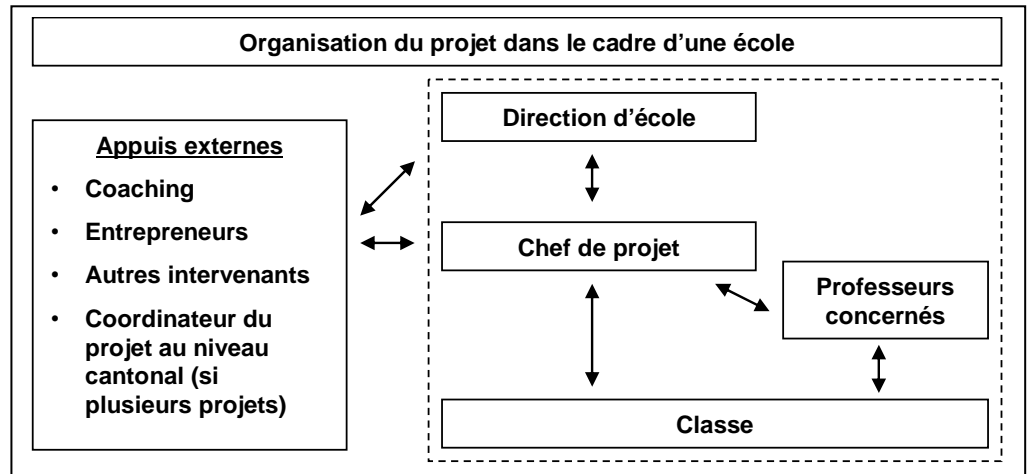 Organisation du projet dans le cadre d’une école
Appuis externes
• Coaching
• Entrepreneurs
• Autres intervenants
• Coordinateur du
projet au niveau
cantonal (si
plusieurs projets)
Direction d’école
Chef de projet
Professeurs
concernés
Classe